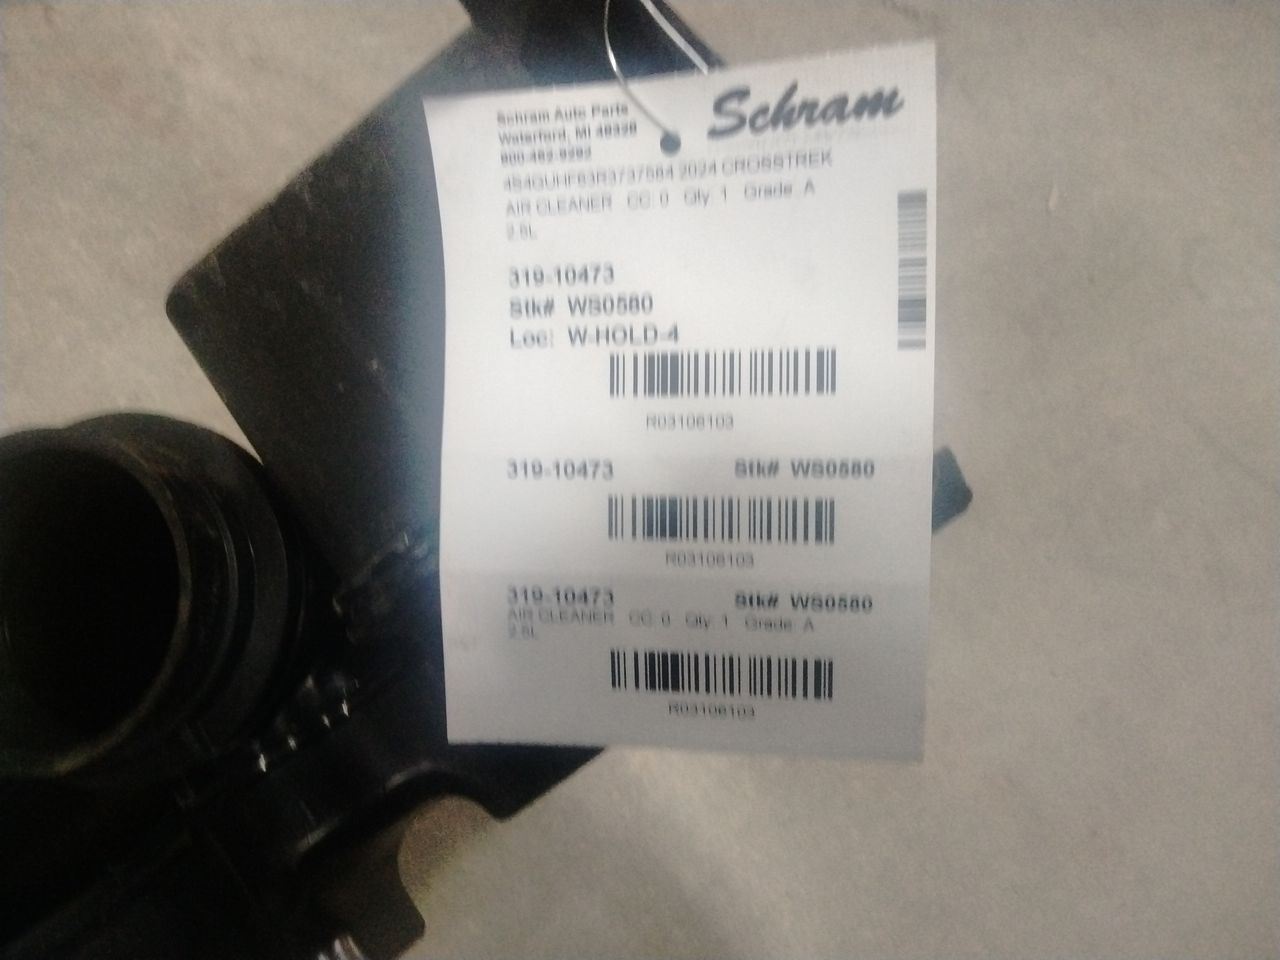 Schram
Schram Auto Parts
Waterford, MI
2024 CROSSTREK
AIR CLEANER CC: 0 Qty: 1 Grade: A
2.5L
319-10473
Stk# WS0580
Loc: W-HOLD-4
R03106103
319-10473 Stk# WS0580
R03106103
319-10473 Stk# WS0580
AIR CLEANER CC: 0 Qty: 1 Grade: A
2.5L
R03106103